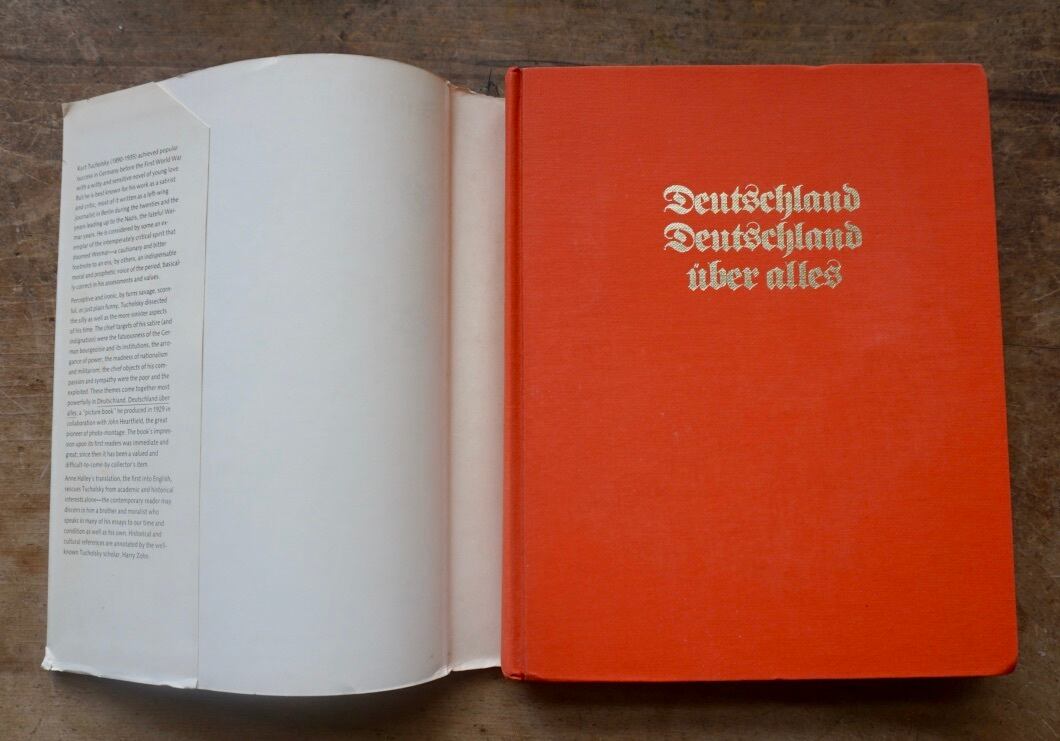 Kurt Tucholsky (1890-1935) achieved popular
success in Germany before the First World War
with a witty and sensitive novel of young love.
But he is best known for his work as a satirist
and critic, most of it written as a left-wing
journalist in Berlin during the twenties and the
years leading up to the Nazis, the fateful Wei-
mar years. He is considered by some an ex-
emplar of the intemperately critical spirit that
doomed Weimar—a cautionary and bitter
footnote to an era; by others, an indispensable
moral and prophetic voice of the period, basical-
ly correct in his assessments and values.
Perceptive and ironic, by turns savage, scorn-
ful, or just plain funny, Tucholsky dissected
the silly as well as the more sinister aspects
of his time. The chief targets of his satire (and
indignation) were the fatuousness of the Ger-
man bourgeoisie and its institutions, the arro-
gance of power, the madness of nationalism
and militarism; the chief objects of his com-
passion and sympathy were the poor and the
exploited. These themes come together most
powerfully in Deutschland, Deutschland über
alles, a "picture book" he produced in 1929 in
collaboration with John Heartfield, the great
pioneer of photo-montage. The book's impres-
sion upon its first readers was immediate and
great; since then it has been a valued and
difficult-to-come-by collector's item.
Anne Halley's translation, the first into English,
rescues Tucholsky from academic and historical
interests alone—the contemporary reader may
discern in him a brother and moralist who
speaks in many of his essays to our time and
condition as well as his own. Historical and
cultural references are annotated by the well-
known Tucholsky scholar, Harry Zohn.
Deutschland
Deutschland
über alles